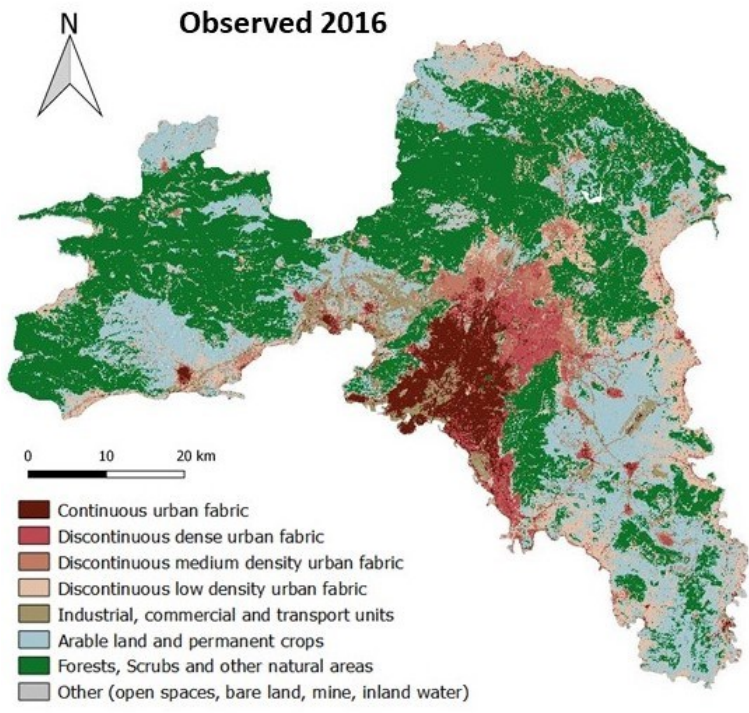 N
Observed 2016
0 10 20 km
Continuous urban fabric
Discontinuous dense urban fabric
Discontinuous medium density urban fabric
Discontinuous low density urban fabric
Industrial, commercial and transport units
Arable land and permanent crops
Forests, Scrubs and other natural areas
Other (open spaces, bare land, mine, inland water)